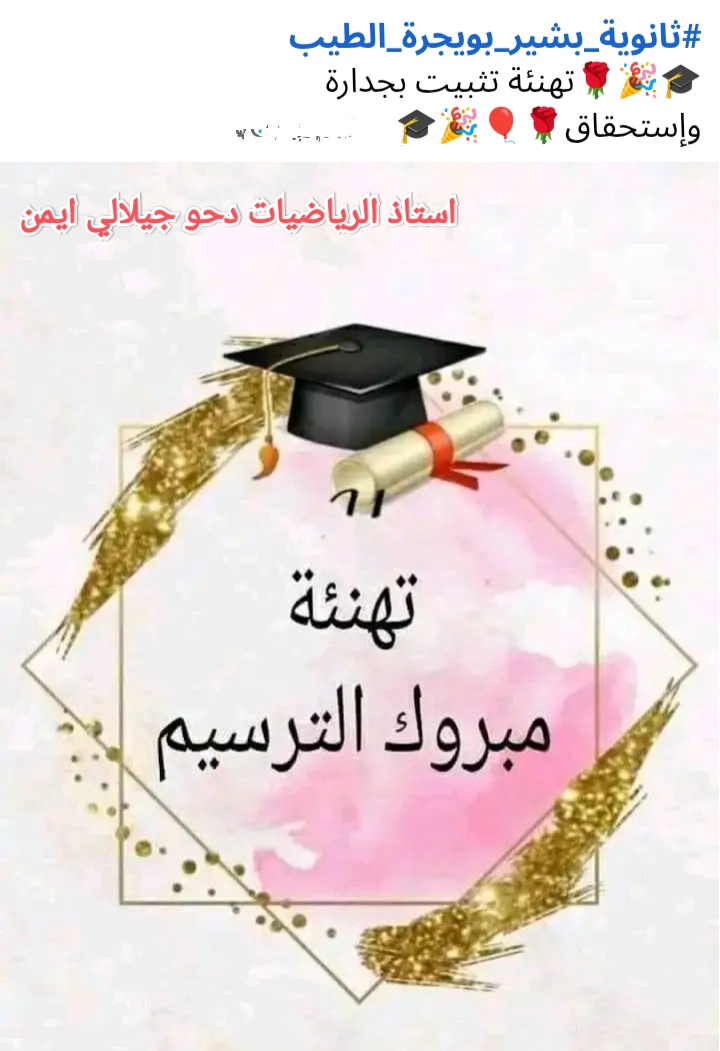 #ثانوية_بشير_بويجرة_الطيب
🎓🎉🌹تهنئة تثبيت بجدارة
وإستحقاق🌹🎈🎉🎓
استاذ الرياضيات دحو جيلالي ايمن
تهنئة
مبروك الترسيم